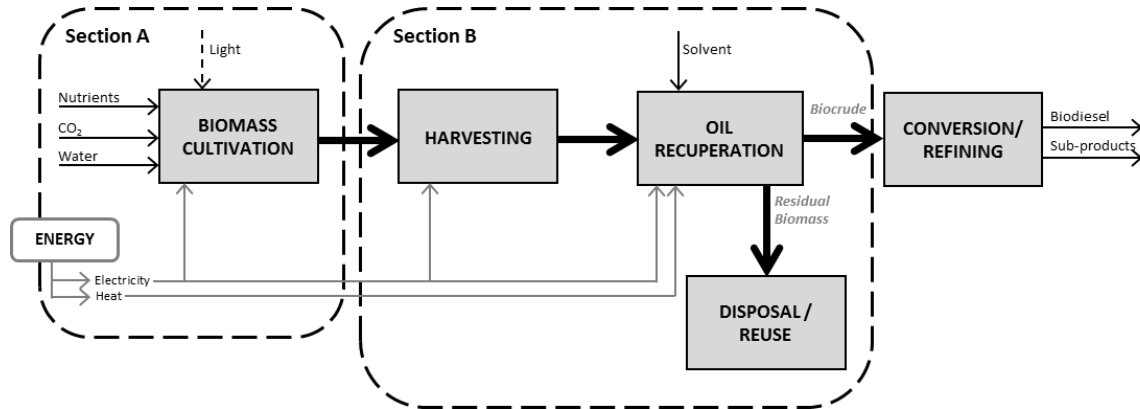 Section A
Section B
Light
Solvent
Nutrients
CO₂
Water
BIOMASS
CULTIVATION
HARVESTING
OIL
RECUPERATION
Biocrude
CONVERSION/
REFINING
Biodiesel
Sub-products
Residual
Biomass
ENERGY
Electricity
Heat
DISPOSAL /
REUSE